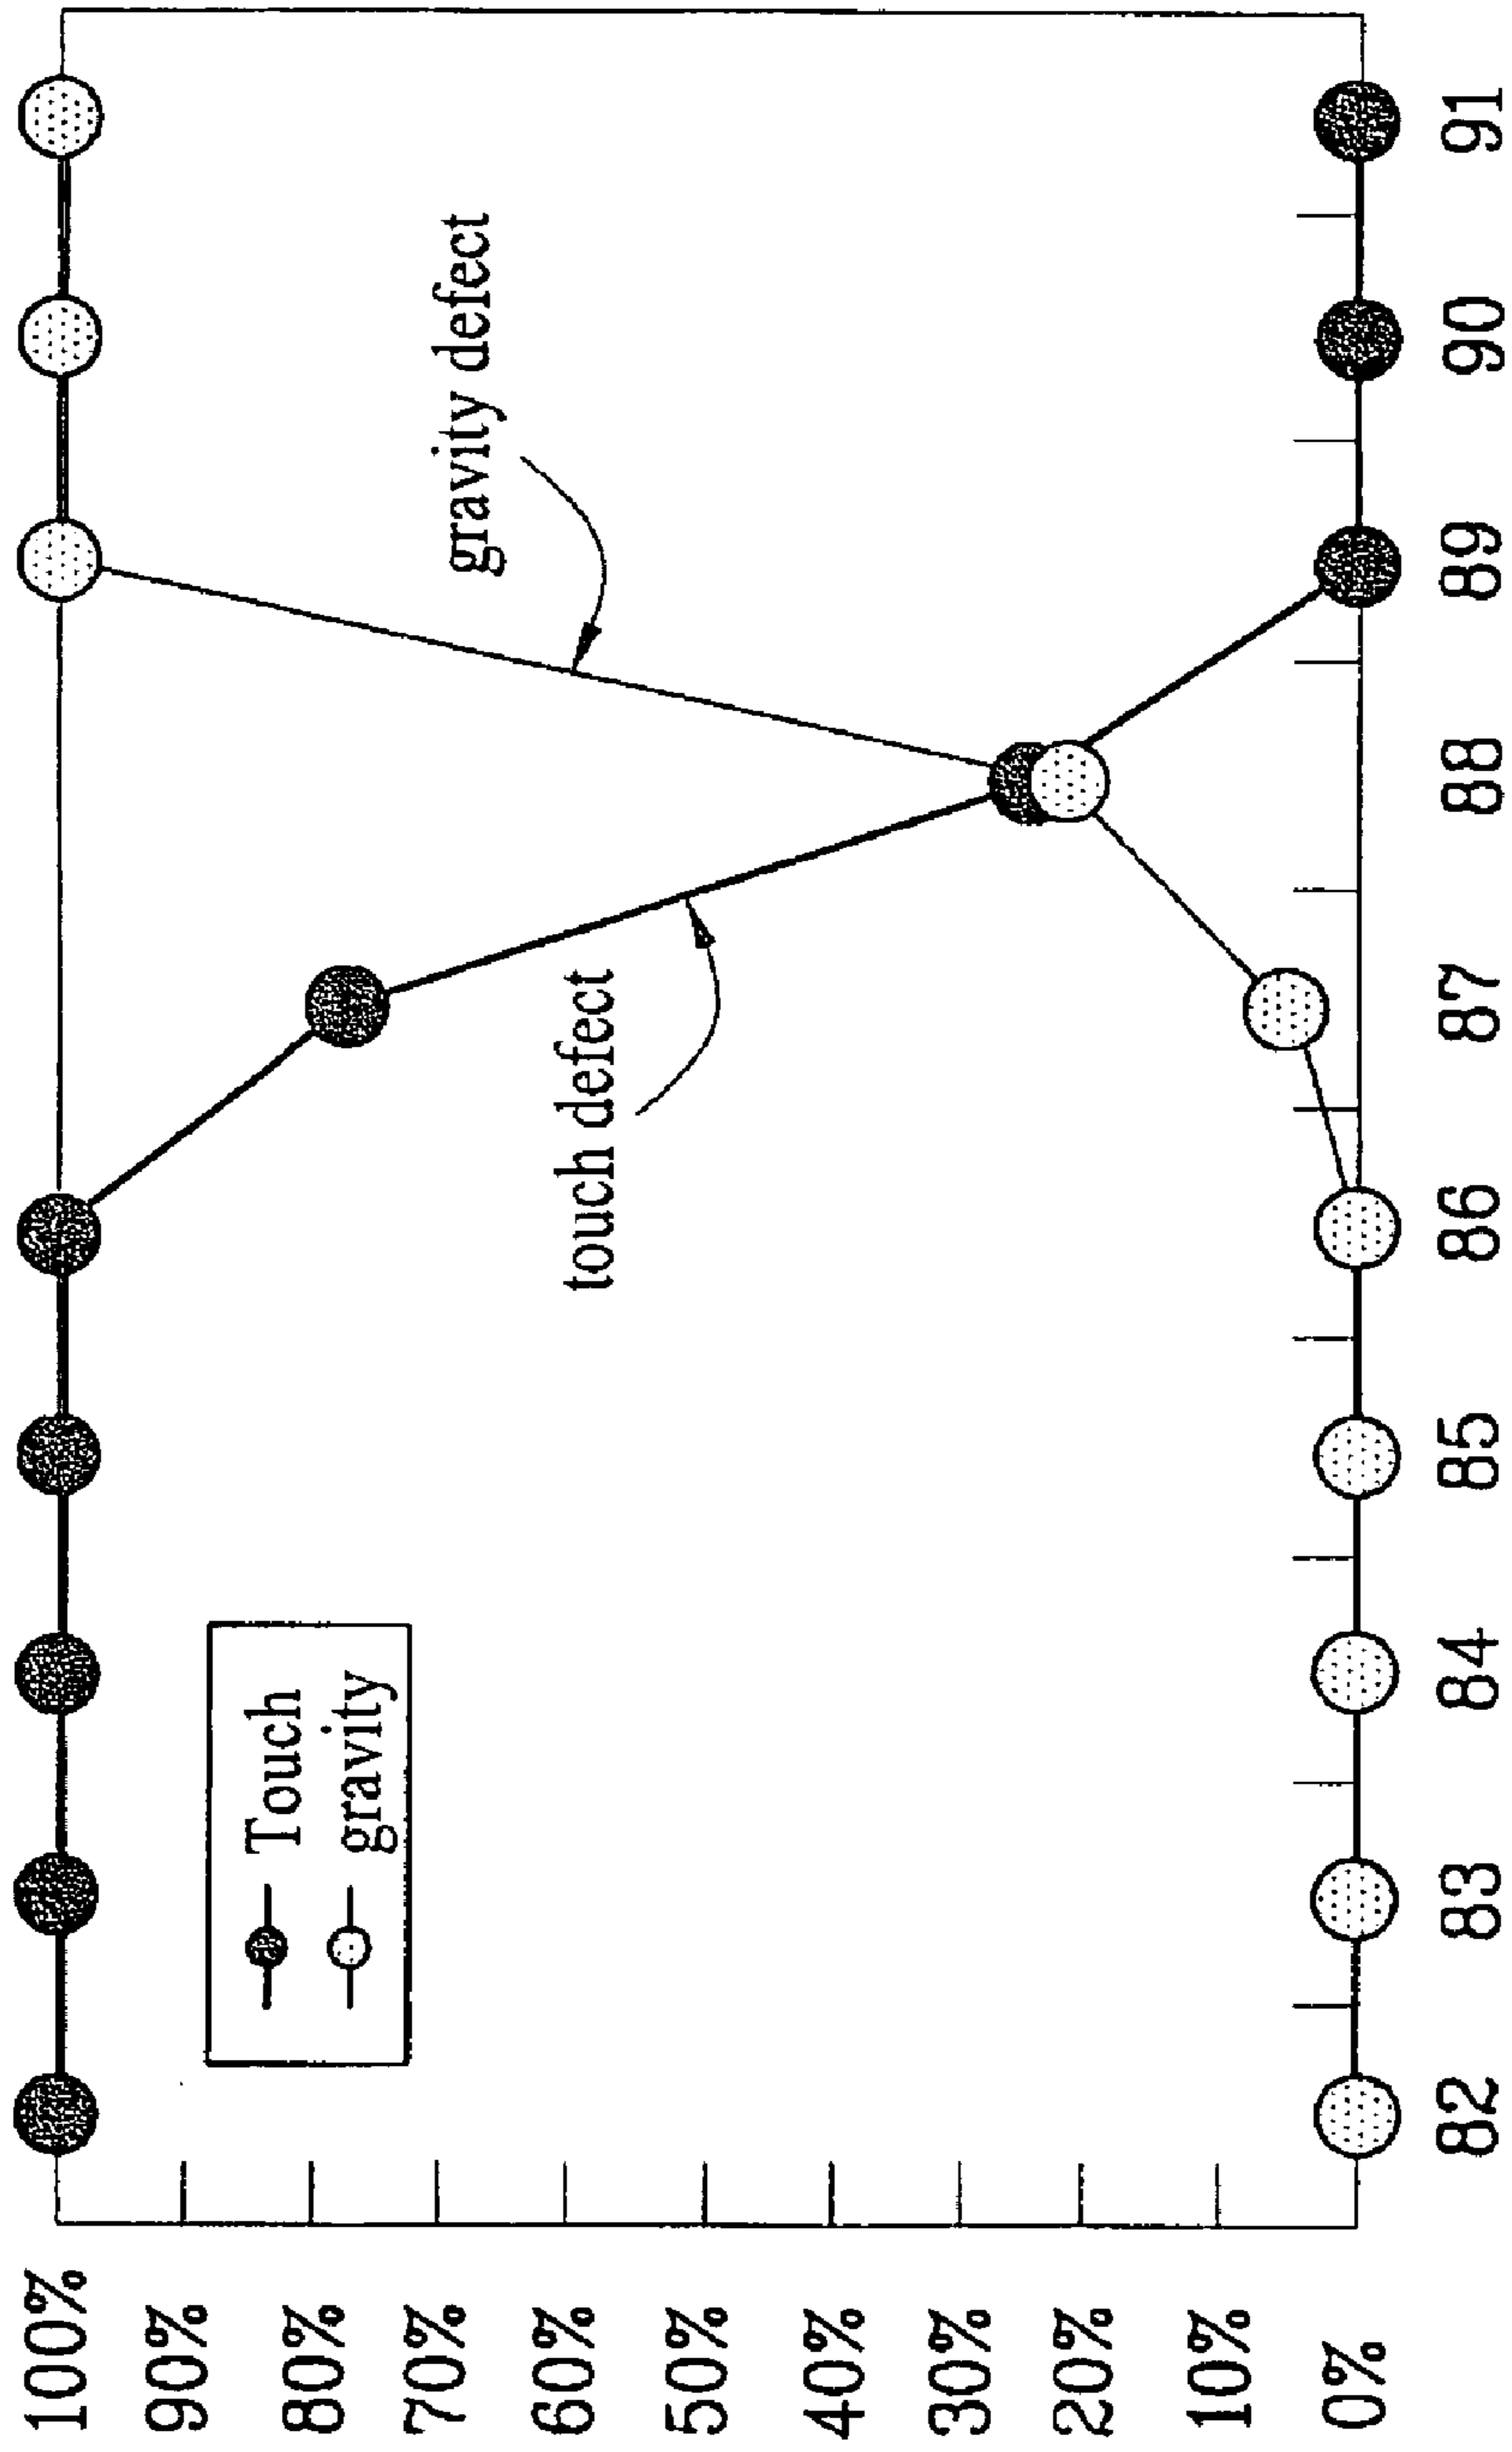 100%
90%
80%
70%
60%
50%
40%
30%
20%
10%
0%
Touch
gravity
touch defect
gravity defect
82 83 84 85 86 87 88 89 90 91